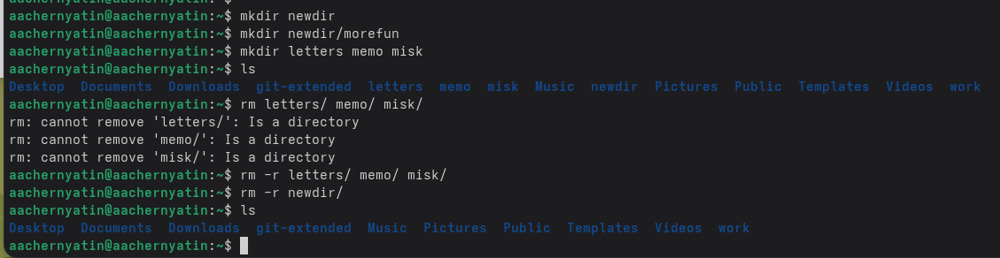 aachernyatin@aachernyatin:~$ mkdir newdir
aachernyatin@aachernyatin:~$ mkdir newdir/morefun
aachernyatin@aachernyatin:~$ mkdir letters memo misk
aachernyatin@aachernyatin:~$ ls
Desktop  Documents  Downloads  git-extended  letters  memo  misk  Music  newdir  Pictures  Public  Templates  Videos  work
aachernyatin@aachernyatin:~$ rm letters/ memo/ misk/
rm: cannot remove 'letters/': Is a directory
rm: cannot remove 'memo/': Is a directory
rm: cannot remove 'misk/': Is a directory
aachernyatin@aachernyatin:~$ rm -r letters/ memo/ misk/
aachernyatin@aachernyatin:~$ rm -r newdir/
aachernyatin@aachernyatin:~$ ls
Desktop  Documents  Downloads  git-extended  Music  Pictures  Public  Templates  Videos  work
aachernyatin@aachernyatin:~$